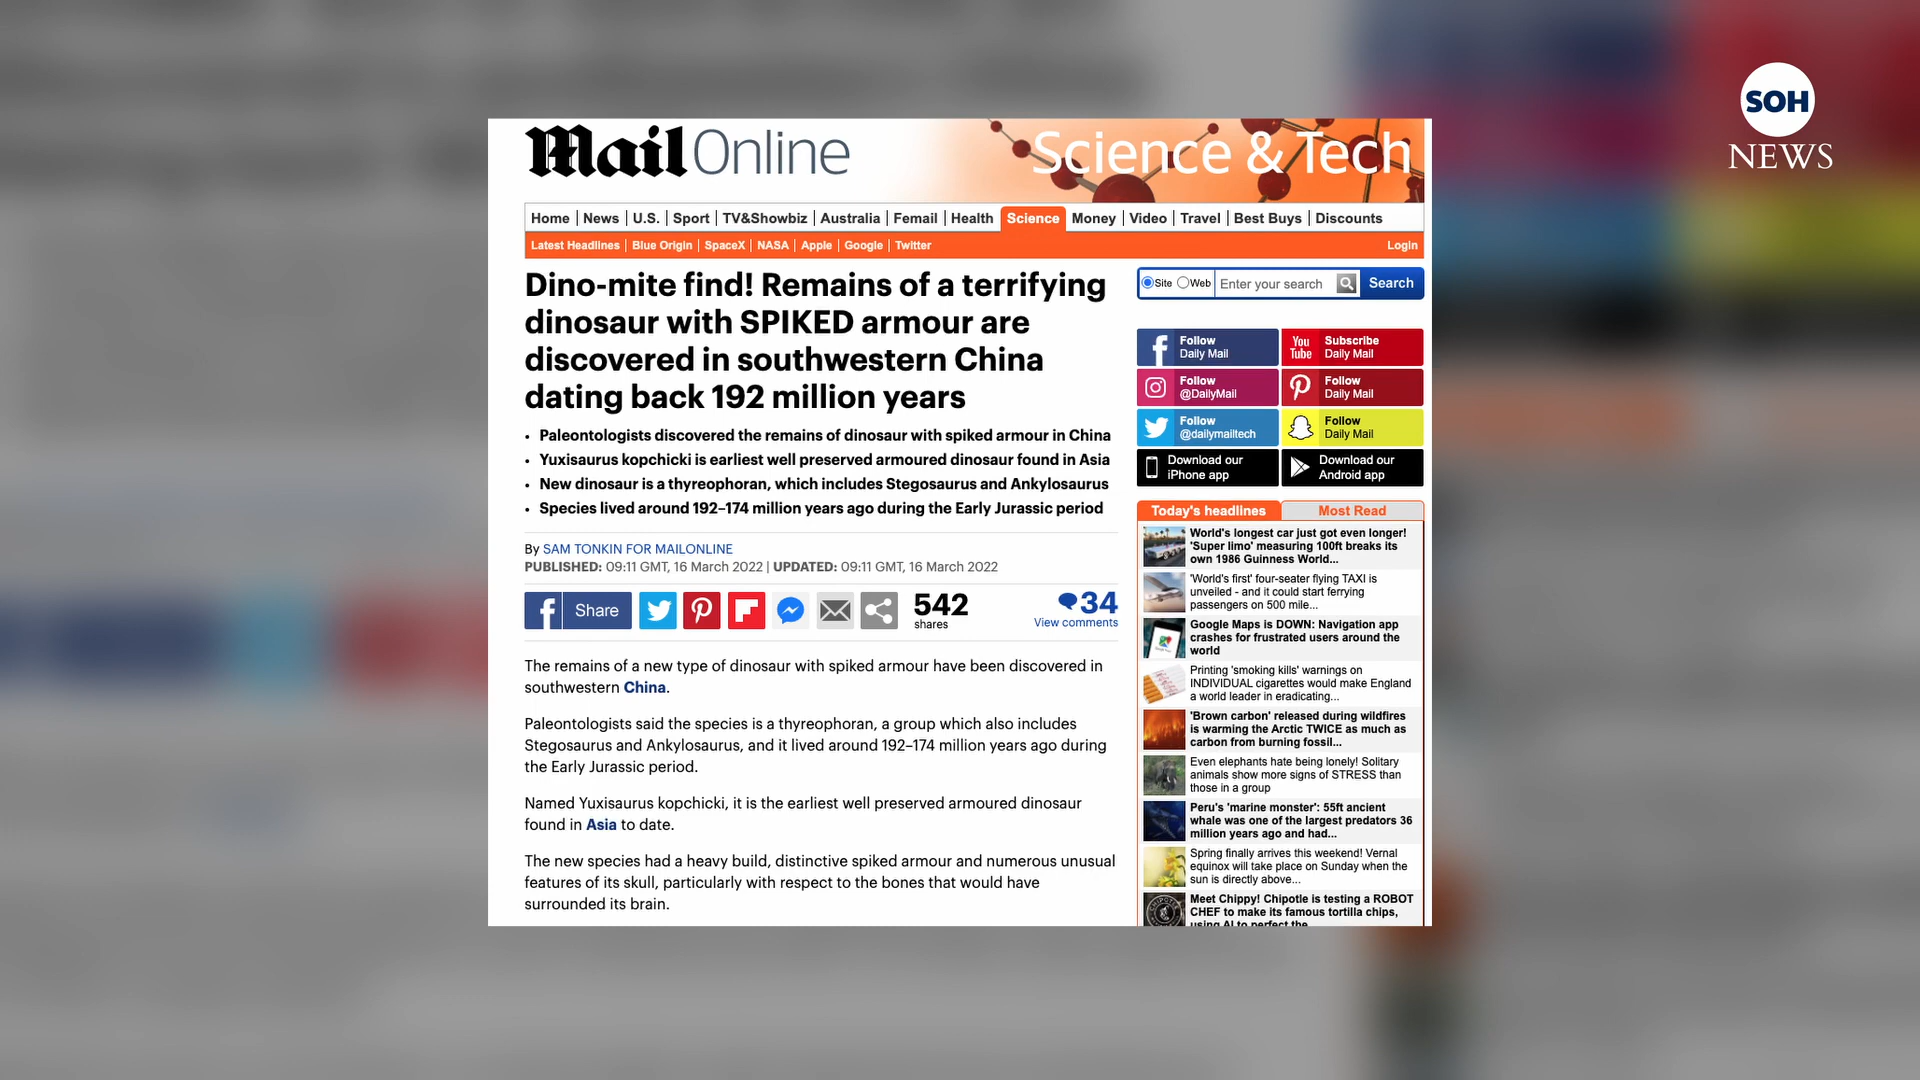 SOH
NEWS
Mail Online
Science & Tech
Home | News | U.S. | Sport | TV&Showbiz | Australia | Femail | Health | Science | Money | Video | Travel | Best Buys | Discounts
Latest Headlines | Blue Origin | SpaceX | NASA | Apple | Google | Twitter
Login
Dino-mite find! Remains of a terrifying
dinosaur with SPIKED armour are
discovered in southwestern China
dating back 192 million years
• Paleontologists discovered the remains of dinosaur with spiked armour in China
• Yuxisaurus kopchicki is earliest well preserved armoured dinosaur found in Asia
• New dinosaur is a thyreophoran, which includes Stegosaurus and Ankylosaurus
• Species lived around 192–174 million years ago during the Early Jurassic period
By SAM TONKIN FOR MAILONLINE
PUBLISHED: 09:11 GMT, 16 March 2022 | UPDATED: 09:11 GMT, 16 March 2022
Share
542
shares
34
View comments
The remains of a new type of dinosaur with spiked armour have been discovered in
southwestern China.
Paleontologists said the species is a thyreophoran, a group which also includes
Stegosaurus and Ankylosaurus, and it lived around 192–174 million years ago during
the Early Jurassic period.
Named Yuxisaurus kopchicki, it is the earliest well preserved armoured dinosaur
found in Asia to date.
The new species had a heavy build, distinctive spiked armour and numerous unusual
features of its skull, particularly with respect to the bones that would have
surrounded its brain.
Site Web Enter your search Search
Follow
Daily Mail
You
Tube
Subscribe
Daily Mail
Follow
@DailyMail
Follow
Daily Mail
Follow
@dailymailtech
Follow
Daily Mail
Download our
iPhone app
Download our
Android app
Today's headlines
Most Read
World's longest car just got even longer!
'Super limo' measuring 100ft breaks its
own 1986 Guinness World...
'World's first' four-seater flying TAXI is
unveiled - and it could start ferrying
passengers on 500 mile...
Google Maps is DOWN: Navigation app
crashes for frustrated users around the
world
Printing 'smoking kills' warnings on
INDIVIDUAL cigarettes would make England
a world leader in eradicating...
'Brown carbon' released during wildfires
is warming the Arctic TWICE as much as
carbon from burning fossil...
Even elephants hate being lonely! Solitary
animals show more signs of STRESS than
those in a group
Peru's 'marine monster': 55ft ancient
whale was one of the largest predators 36
million years ago and had...
Spring finally arrives this weekend! Vernal
equinox will take place on Sunday when the
sun is directly above...
Meet Chippy! Chipotle is testing a ROBOT
CHEF to make its famous tortilla chips,
using AI to perfect the